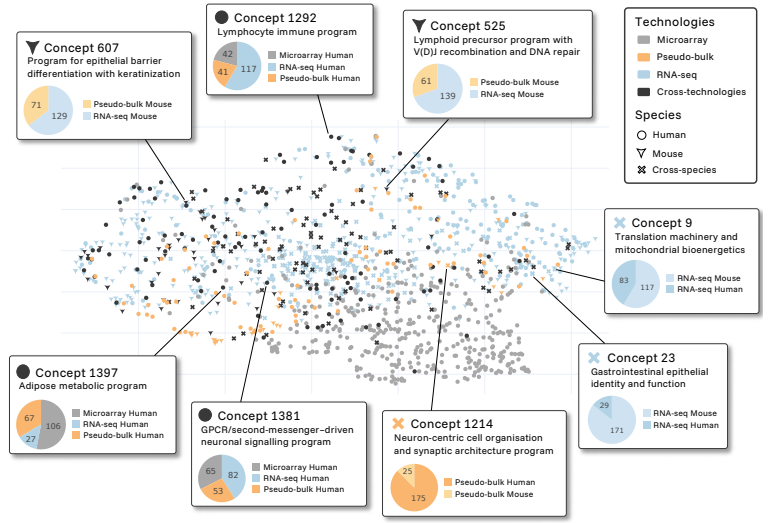 Concept 607
Program for epithelial barrier
differentiation with keratinization
71
129
Pseudo-bulk Mouse
RNA-seq Mouse
Concept 1292
Lymphocyte immune program
42
41
117
Microarray Human
RNA-seq Human
Pseudo-bulk Human
Concept 525
Lymphoid precursor program with
V(D)J recombination and DNA repair
61
139
Pseudo-bulk Mouse
RNA-seq Mouse
Technologies
Microarray
Pseudo-bulk
RNA-seq
Cross-technologies
Species
Human
Mouse
Cross-species
Concept 9
Translation machinery and
mitochondrial bioenergetics
83
117
RNA-seq Mouse
RNA-seq Human
Concept 23
Gastrointestinal epithelial
identity and function
29
171
RNA-seq Mouse
RNA-seq Human
Concept 1397
Adipose metabolic program
67
106
27
Microarray Human
RNA-seq Human
Pseudo-bulk Human
Concept 1381
GPCR/second-messenger–driven
neuronal signalling program
65
82
53
Microarray Human
RNA-seq Human
Pseudo-bulk Human
Concept 1214
Neuron-centric cell organisation
and synaptic architecture program
25
175
Pseudo-bulk Human
Pseudo-bulk Mouse